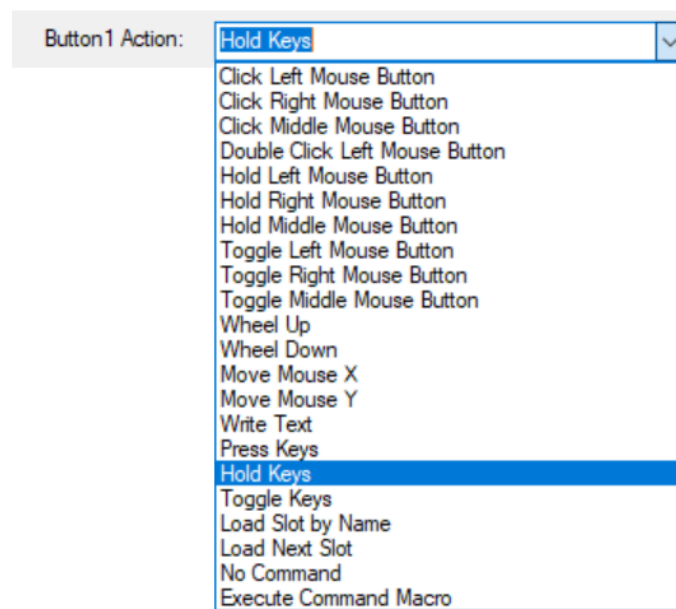 Button1 Action: Hold Keys
Click Left Mouse Button
Click Right Mouse Button
Click Middle Mouse Button
Double Click Left Mouse Button
Hold Left Mouse Button
Hold Right Mouse Button
Hold Middle Mouse Button
Toggle Left Mouse Button
Toggle Right Mouse Button
Toggle Middle Mouse Button
Wheel Up
Wheel Down
Move Mouse X
Move Mouse Y
Write Text
Press Keys
Hold Keys
Toggle Keys
Load Slot by Name
Load Next Slot
No Command
Execute Command Macro